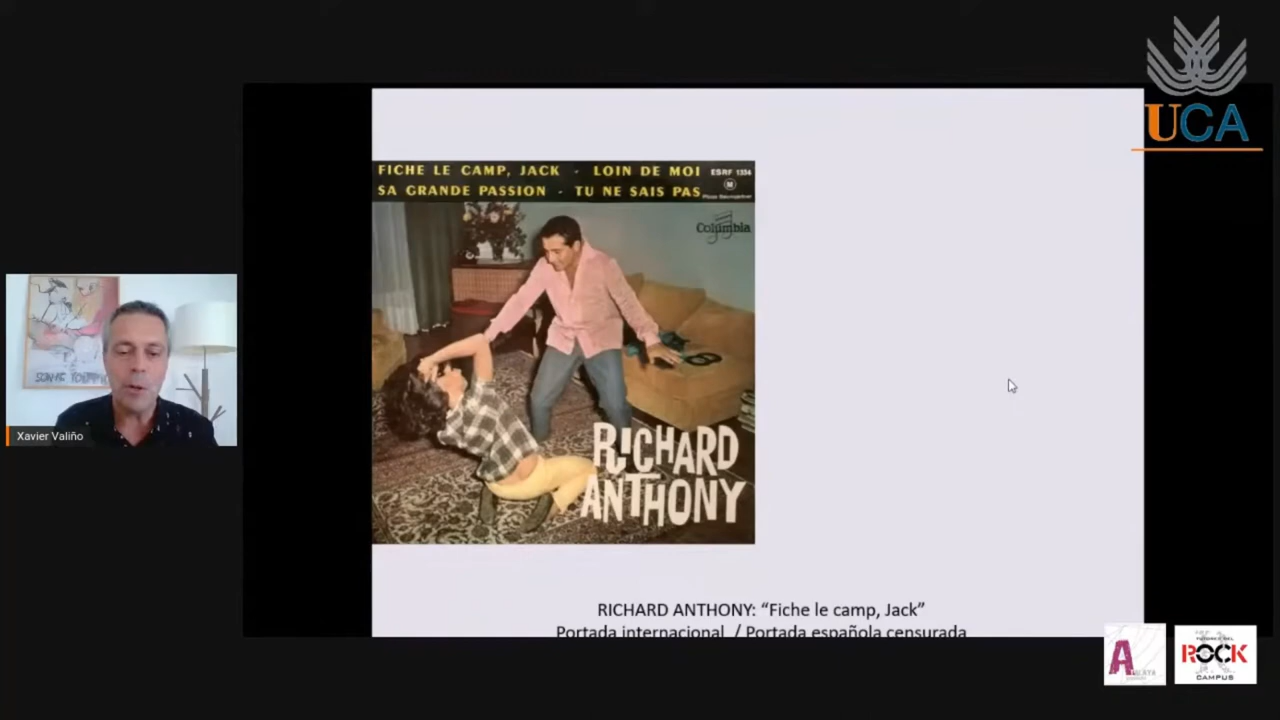 UCA
FICHE LE CAMP, JACK - LOIN DE MOI
SA GRANDE PASSION - TU NE SAIS PAS
ESRF 1334
M
Columbia
RICHARD
ANTHONY
Xavier Valiño
RICHARD ANTHONY: “Fiche le camp, Jack”
Portada internacional / Portada española censurada
A
ROCK
CAMPUS